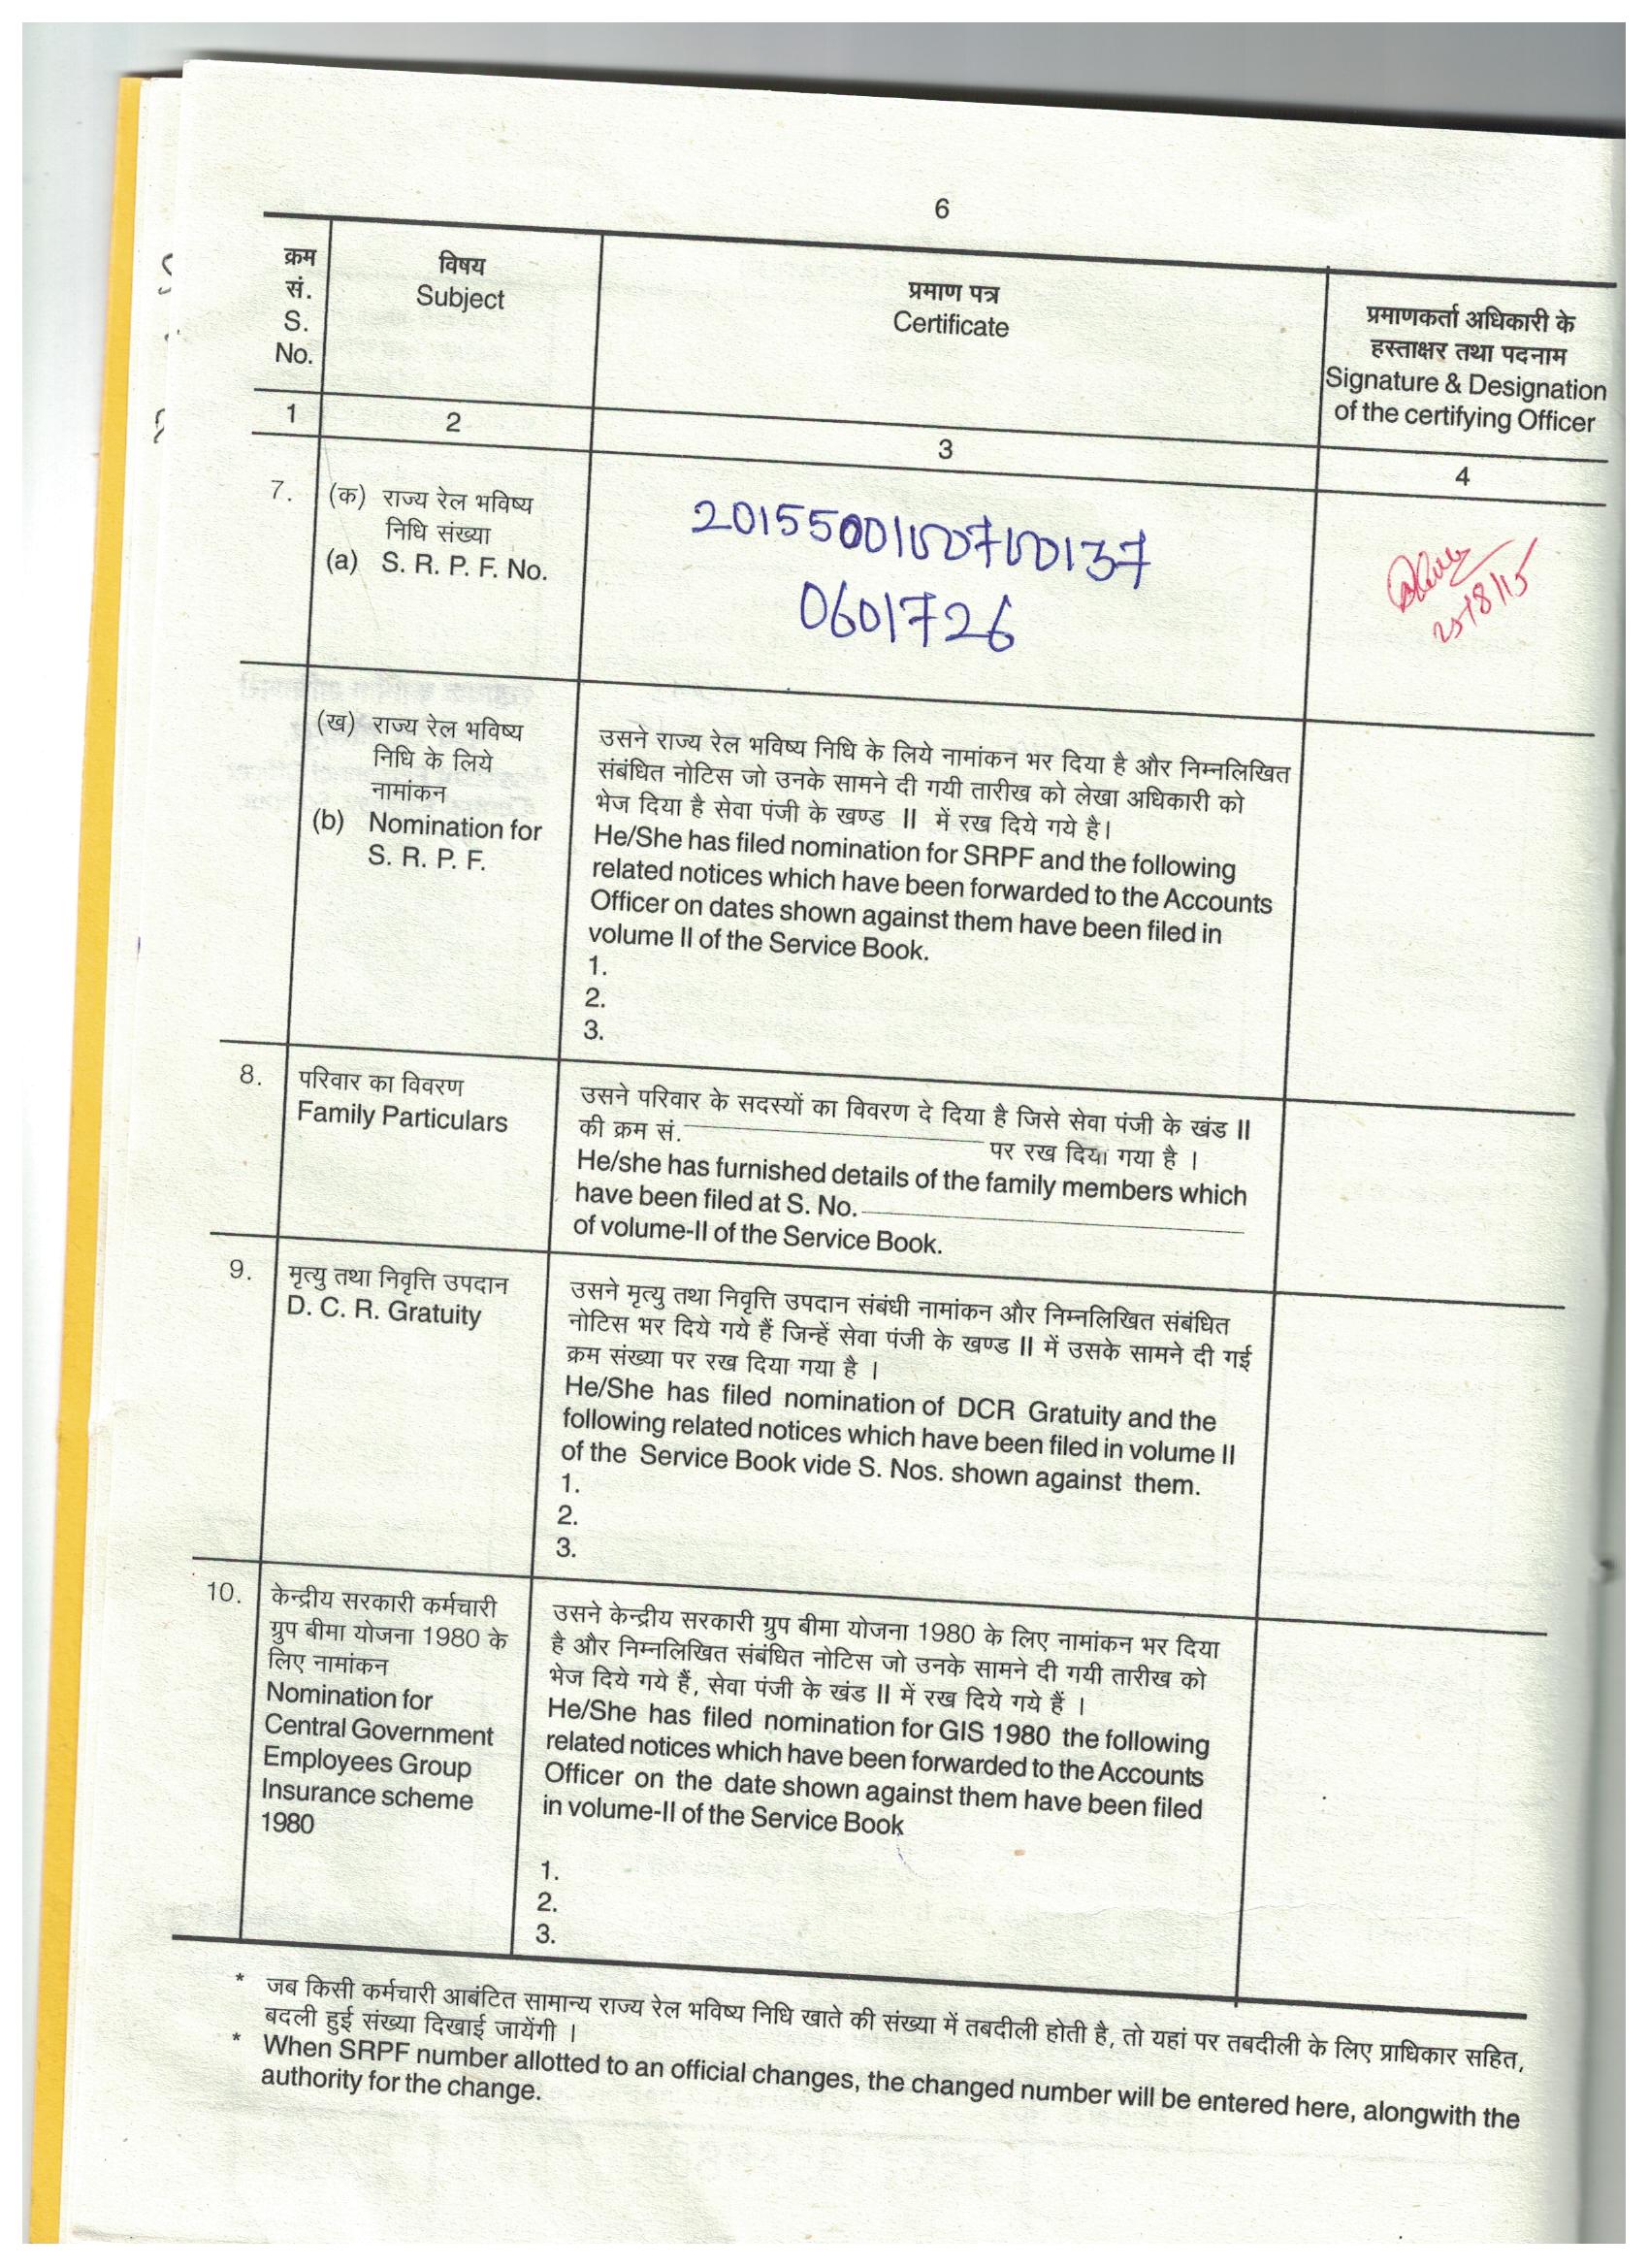 6
क्रम
सं.
S.
No.
विषय
Subject
प्रमाण पत्र
Certificate
प्रमाणकर्ता अधिकारी के
हस्ताक्षर तथा पदनाम
Signature & Designation
of the certifying Officer
1
2
3
4
7.
(क) राज्य रेल भविष्य
निधि संख्या
(a) S. R. P. F. No.
0601726
25/8/15
(ख) राज्य रेल भविष्य
निधि के लिये
नामांकन
(b) Nomination for
S. R. P. F.
उसने राज्य रेल भविष्य निधि के लिये नामांकन भर दिया है और निम्नलिखित
संबंधित नोटिस जो उनके सामने दी गयी तारीख को लेखा अधिकारी को
भेज दिया है सेवा पंजी के खण्ड II में रख दिये गये है।
He/She has filed nomination for SRPF and the following
related notices which have been forwarded to the Accounts
Officer on dates shown against them have been filed in
volume II of the Service Book.
1.
2.
3.
8.
परिवार का विवरण
Family Particulars
उसने परिवार के सदस्यों का विवरण दे दिया है जिसे सेवा पंजी के खंड II
की क्रम सं. पर रख दिया गया है ।
He/she has furnished details of the family members which
have been filed at S. No.
of volume-II of the Service Book.
9.
मृत्यु तथा निवृत्ति उपदान
D. C. R. Gratuity
उसने मृत्यु तथा निवृत्ति उपदान संबंधी नामांकन और निम्नलिखित संबंधित
नोटिस भर दिये गये हैं जिन्हें सेवा पंजी के खण्ड II में उसके सामने दी गई
क्रम संख्या पर रख दिया गया है ।
He/She has filed nomination of DCR Gratuity and the
following related notices which have been filed in volume II
of the Service Book vide S. Nos. shown against them.
1.
2.
3.
10.
केन्द्रीय सरकारी कर्मचारी
ग्रुप बीमा योजना 1980 के
लिए नामांकन
Nomination for
Central Government
Employees Group
Insurance scheme
1980
उसने केन्द्रीय सरकारी ग्रुप बीमा योजना 1980 के लिए नामांकन भर दिया
है और निम्नलिखित संबंधित नोटिस जो उनके सामने दी गयी तारीख को
भेज दिये गये हैं, सेवा पंजी के खंड II में रख दिये गये हैं ।
He/She has filed nomination for GIS 1980 the following
related notices which have been forwarded to the Accounts
Officer on the date shown against them have been filed
in volume-II of the Service Book
1.
2.
3.
* जब किसी कर्मचारी आबंटित सामान्य राज्य रेल भविष्य निधि खाते की संख्या में तबदीली होती है, तो यहां पर तबदीली के लिए प्राधिकार सहित,
बदली हुई संख्या दिखाई जायेंगी ।
* When SRPF number allotted to an official changes, the changed number will be entered here, alongwith the
authority for the change.